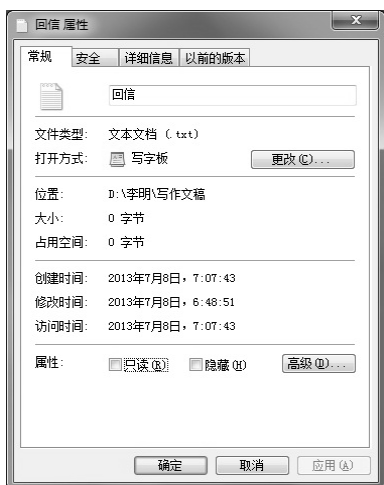 回信 属性
常规 安全 详细信息 以前的版本
回信
文件类型: 文本文档 (.txt)
打开方式: 写字板 更改(C)...
位置: D:\李明\写作文稿
大小: 0 字节
占用空间: 0 字节
创建时间: 2013年7月8日，7:07:43
修改时间: 2013年7月8日，6:48:51
访问时间: 2013年7月8日，7:07:43
属性: 只读(R) 隐藏(H) 高级(D)...
确定 取消 应用(A)